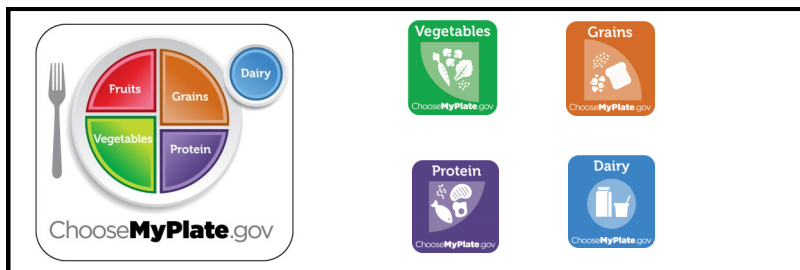 Fruits
Grains
Dairy
Vegetables
Protein
ChooseMyPlate.gov
Vegetables
ChooseMyPlate.gov
Grains
ChooseMyPlate.gov
Protein
ChooseMyPlate.gov
Dairy
ChooseMyPlate.gov